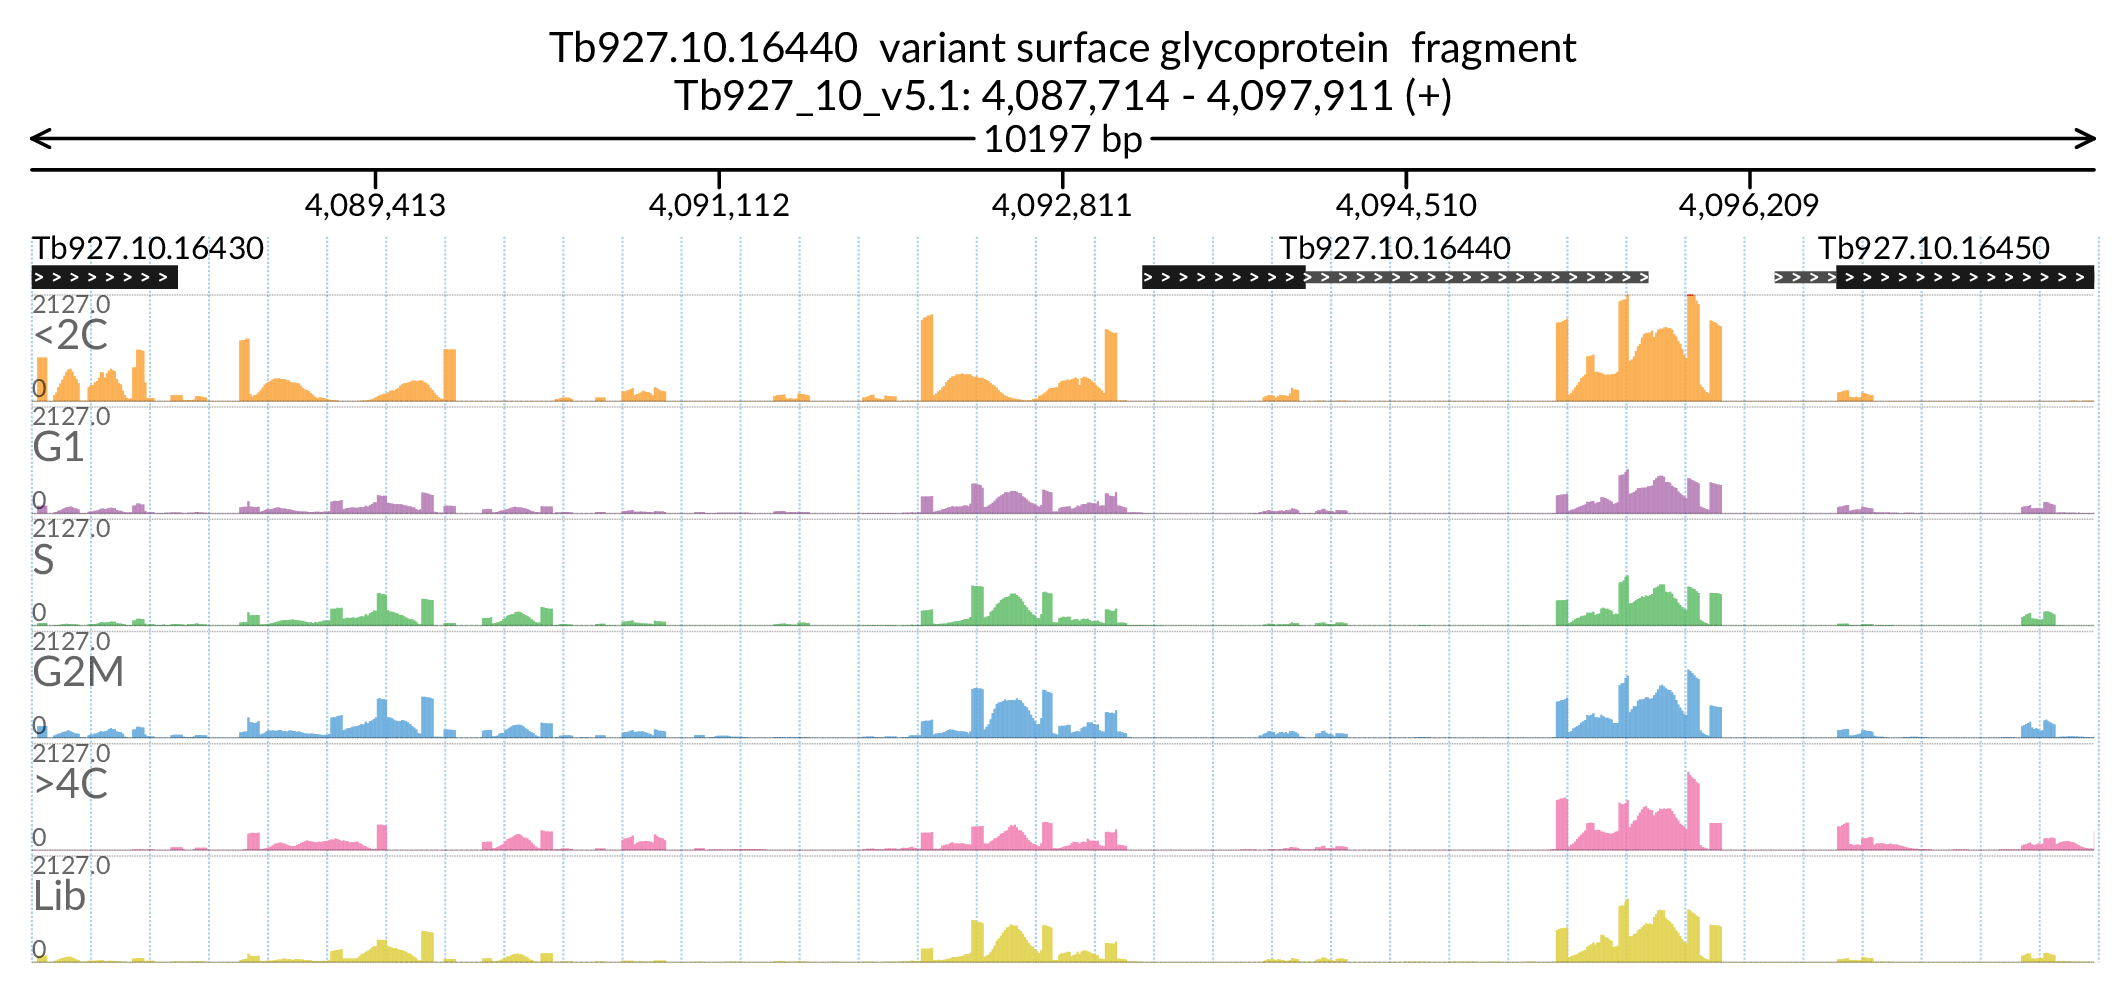 Tb927.10.16440 variant surface glycoprotein fragment
Tb927_10_v5.1: 4,087,714 - 4,097,911 (+)
10197 bp
4,089,413 4,091,112 4,092,811 4,094,510 4,096,209
Tb927.10.16430 Tb927.10.16440 Tb927.10.16450
2127.0
<2C
0
2127.0
G1
0
2127.0
S
0
2127.0
G2M
0
2127.0
>4C
0
2127.0
Lib
0